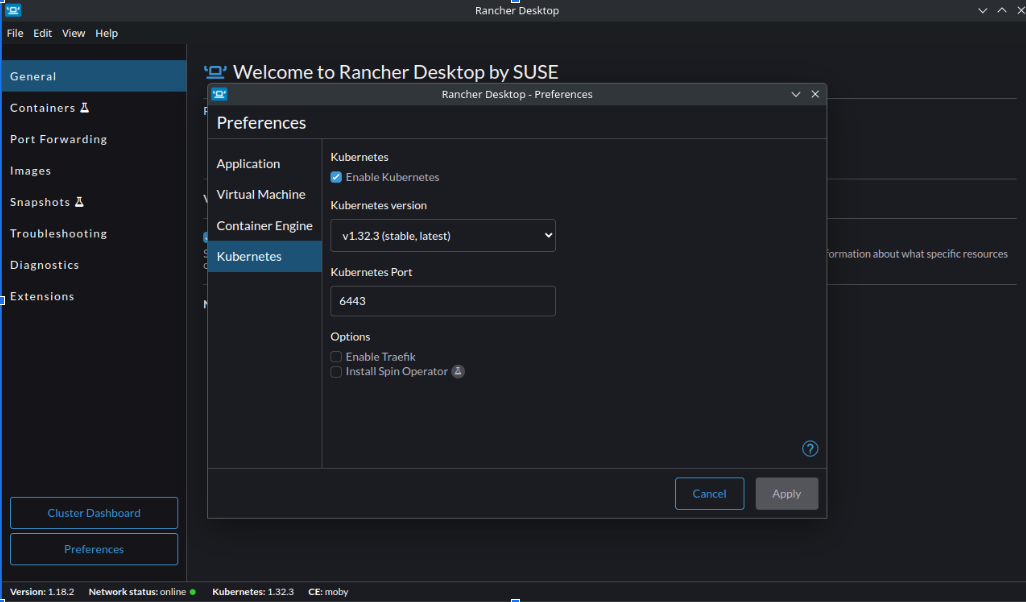 Rancher Desktop
File Edit View Help
General
Containers
Port Forwarding
Images
Snapshots
Troubleshooting
Diagnostics
Extensions
Cluster Dashboard
Preferences
Welcome to Rancher Desktop by SUSE
formation about what specific resources
Rancher Desktop - Preferences
Preferences
Application
Virtual Machine
Container Engine
Kubernetes
Kubernetes
Enable Kubernetes
Kubernetes version
v1.32.3 (stable, latest)
Kubernetes Port
6443
Options
Enable Traefik
Install Spin Operator
?
Cancel Apply
Version: 1.18.2 Network status: online Kubernetes: 1.32.3 CE: moby